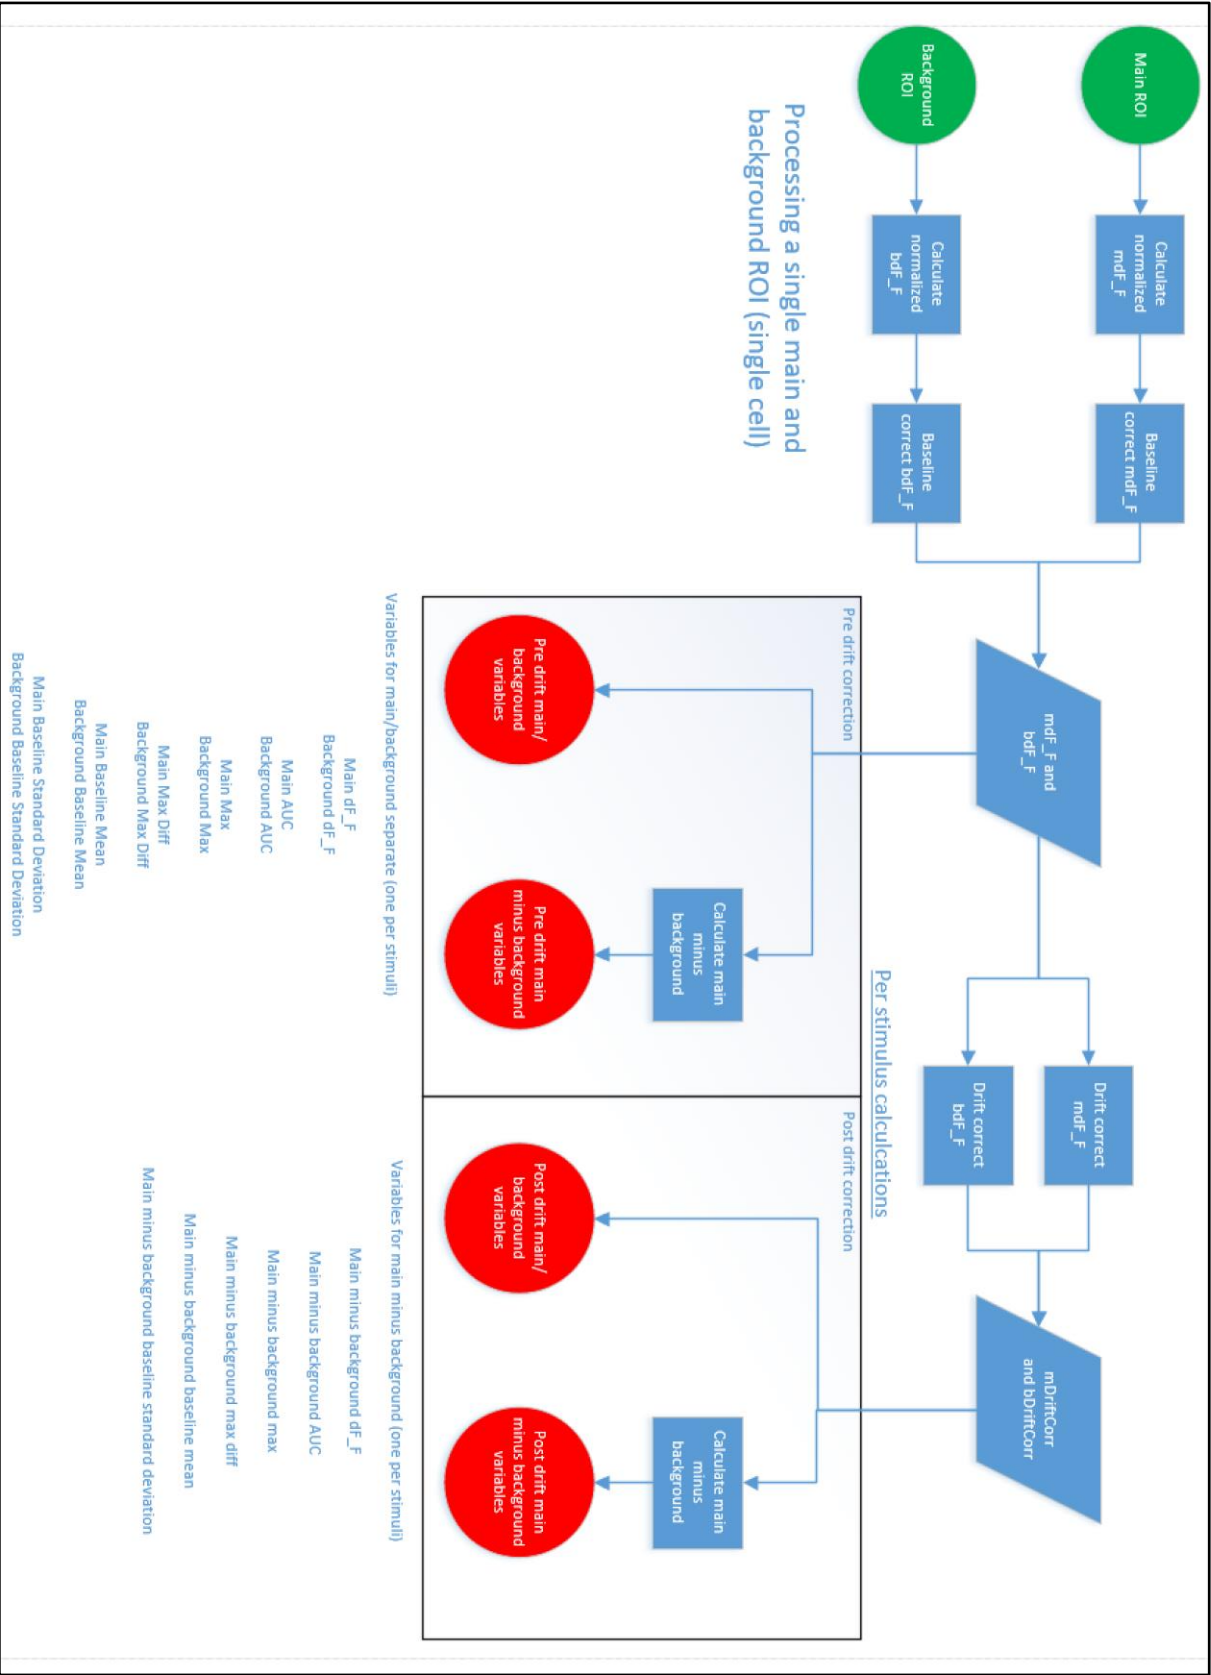 Main ROI
Calculate
normalized
mdF_F
Baseline
correct mdF_F
Background
ROI
Calculate
normalized
bdF_F
Baseline
correct bdF_F
mdF_F and
bdF_F
Drift correct
mdF_F
Drift correct
bdF_F
mDriftCorr
and bDriftCorr
Processing a single main and
background ROI (single cell)
Per stimulus calculcations
Pre drift correction
Calculate main
minus
background
Pre drift main/
background
variables
Pre drift main
minus background
variables
Post drift correction
Calculate main
minus
background
Post drift main/
background
variables
Post drift main
minus background
variables
Variables for main/background separate (one per stimuli)
Main dF_F
Background dF_F
Main AUC
Background AUC
Main Max
Background Max
Main Max Diff
Background Max Diff
Main Baseline Mean
Background Baseline Mean
Main Baseline Standard Deviation
Background Baseline Standard Deviation
Variables for main minus background (one per stimuli)
Main minus background dF_F
Main minus background AUC
Main minus background max
Main minus background max diff
Main minus background baseline mean
Main minus background baseline standard deviation